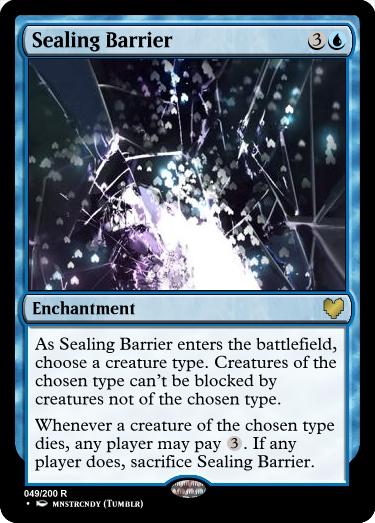 Sealing Barrier 3
Enchantment
As Sealing Barrier enters the battlefield,
choose a creature type. Creatures of the
chosen type can't be blocked by
creatures not of the chosen type.
Whenever a creature of the chosen type
dies, any player may pay 3. If any
player does, sacrifice Sealing Barrier.
049/200 R
• MNSTRCNDY (TUMBLR)